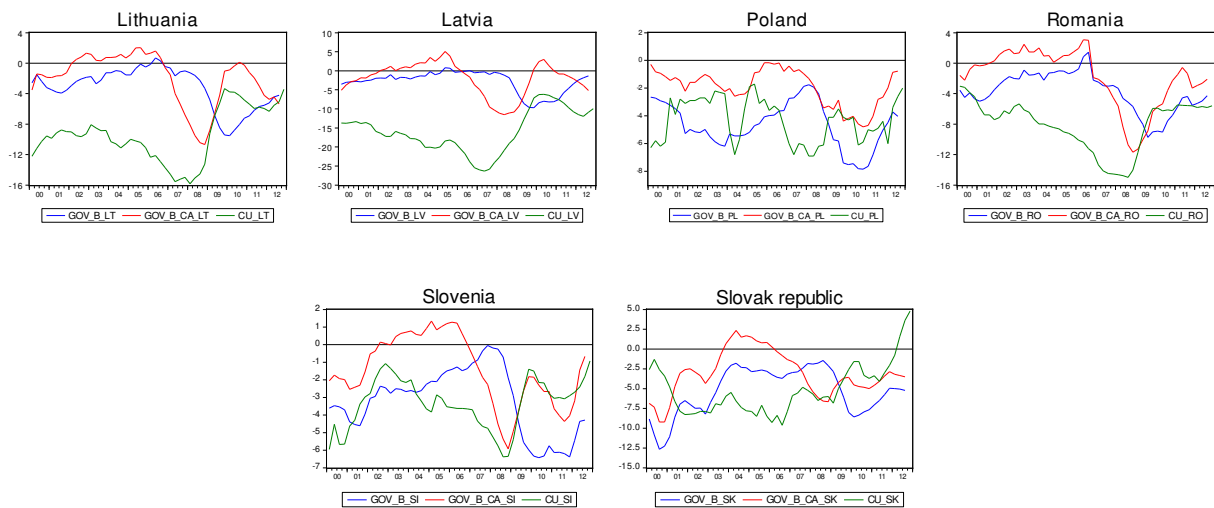 Lithuania
4
0
-4
-8
-12
-16
00 01 02 03 04 05 06 07 08 09 10 11 12
GOV_B_LT GOV_B_CA_LT CU_LT
Latvia
10
5
0
-5
-10
-15
-20
-25
-30
00 01 02 03 04 05 06 07 08 09 10 11 12
GOV_B_LV GOV_B_CA_LV CU_LV
Poland
2
0
-2
-4
-6
-8
00 01 02 03 04 05 06 07 08 09 10 11 12
GOV_B_PL GOV_B_CA_PL CU_PL
Romania
4
0
-4
-8
-12
-16
00 01 02 03 04 05 06 07 08 09 10 11 12
GOV_B_RO GOV_B_CA_RO CU_RO
Slovenia
2
1
0
-1
-2
-3
-4
-5
-6
-7
00 01 02 03 04 05 06 07 08 09 10 11 12
GOV_B_SI GOV_B_CA_SI CU_SI
Slovak republic
5.0
2.5
0.0
-2.5
-5.0
-7.5
-10.0
-12.5
-15.0
00 01 02 03 04 05 06 07 08 09 10 11 12
GOV_B_SK GOV_B_CA_SK CU_SK